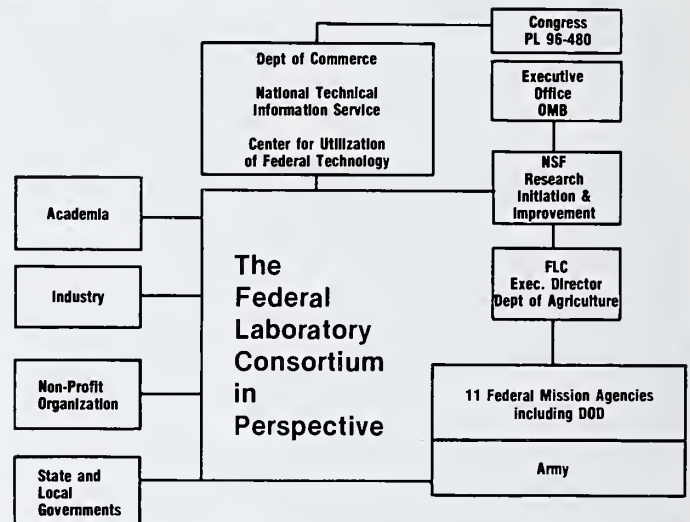 Congress
PL 96-480
Dept of Commerce
National Technical
Information Service
Center for Utilization
of Federal Technology
Executive
Office
OMB
NSF
Research
Initiation &
Improvement
Academia
Industry
Non-Profit
Organization
State and
Local
Governments
The
Federal
Laboratory
Consortium
in
Perspective
FLC
Exec. Director
Dept of Agriculture
11 Federal Mission Agencies
including DOD
Army